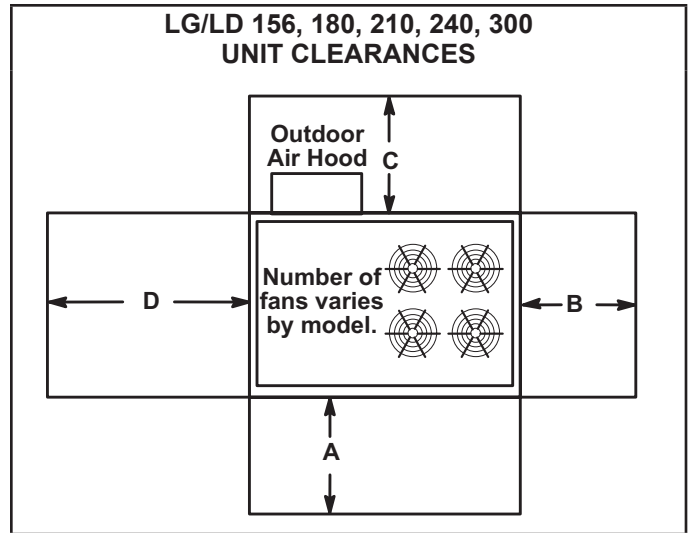 LG/LD 156, 180, 210, 240, 300
UNIT CLEARANCES
Outdoor
Air Hood
C
Number of
fans varies
by model.
D
B
A